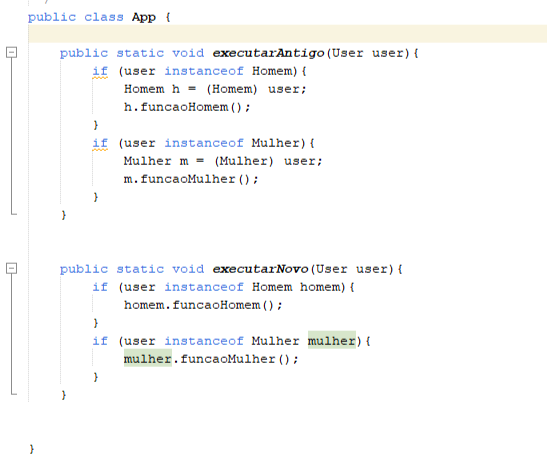 public class App {
public static void executarAntigo(User user){
if (user instanceof Homem){
Homem h = (Homem) user;
h.funcaoHomem();
}
if (user instanceof Mulher){
Mulher m = (Mulher) user;
m.funcaoMulher();
}
}
public static void executarNovo(User user){
if (user instanceof Homem homem){
homem.funcaoHomem();
}
if (user instanceof Mulher mulher){
mulher.funcaoMulher();
}
}
}